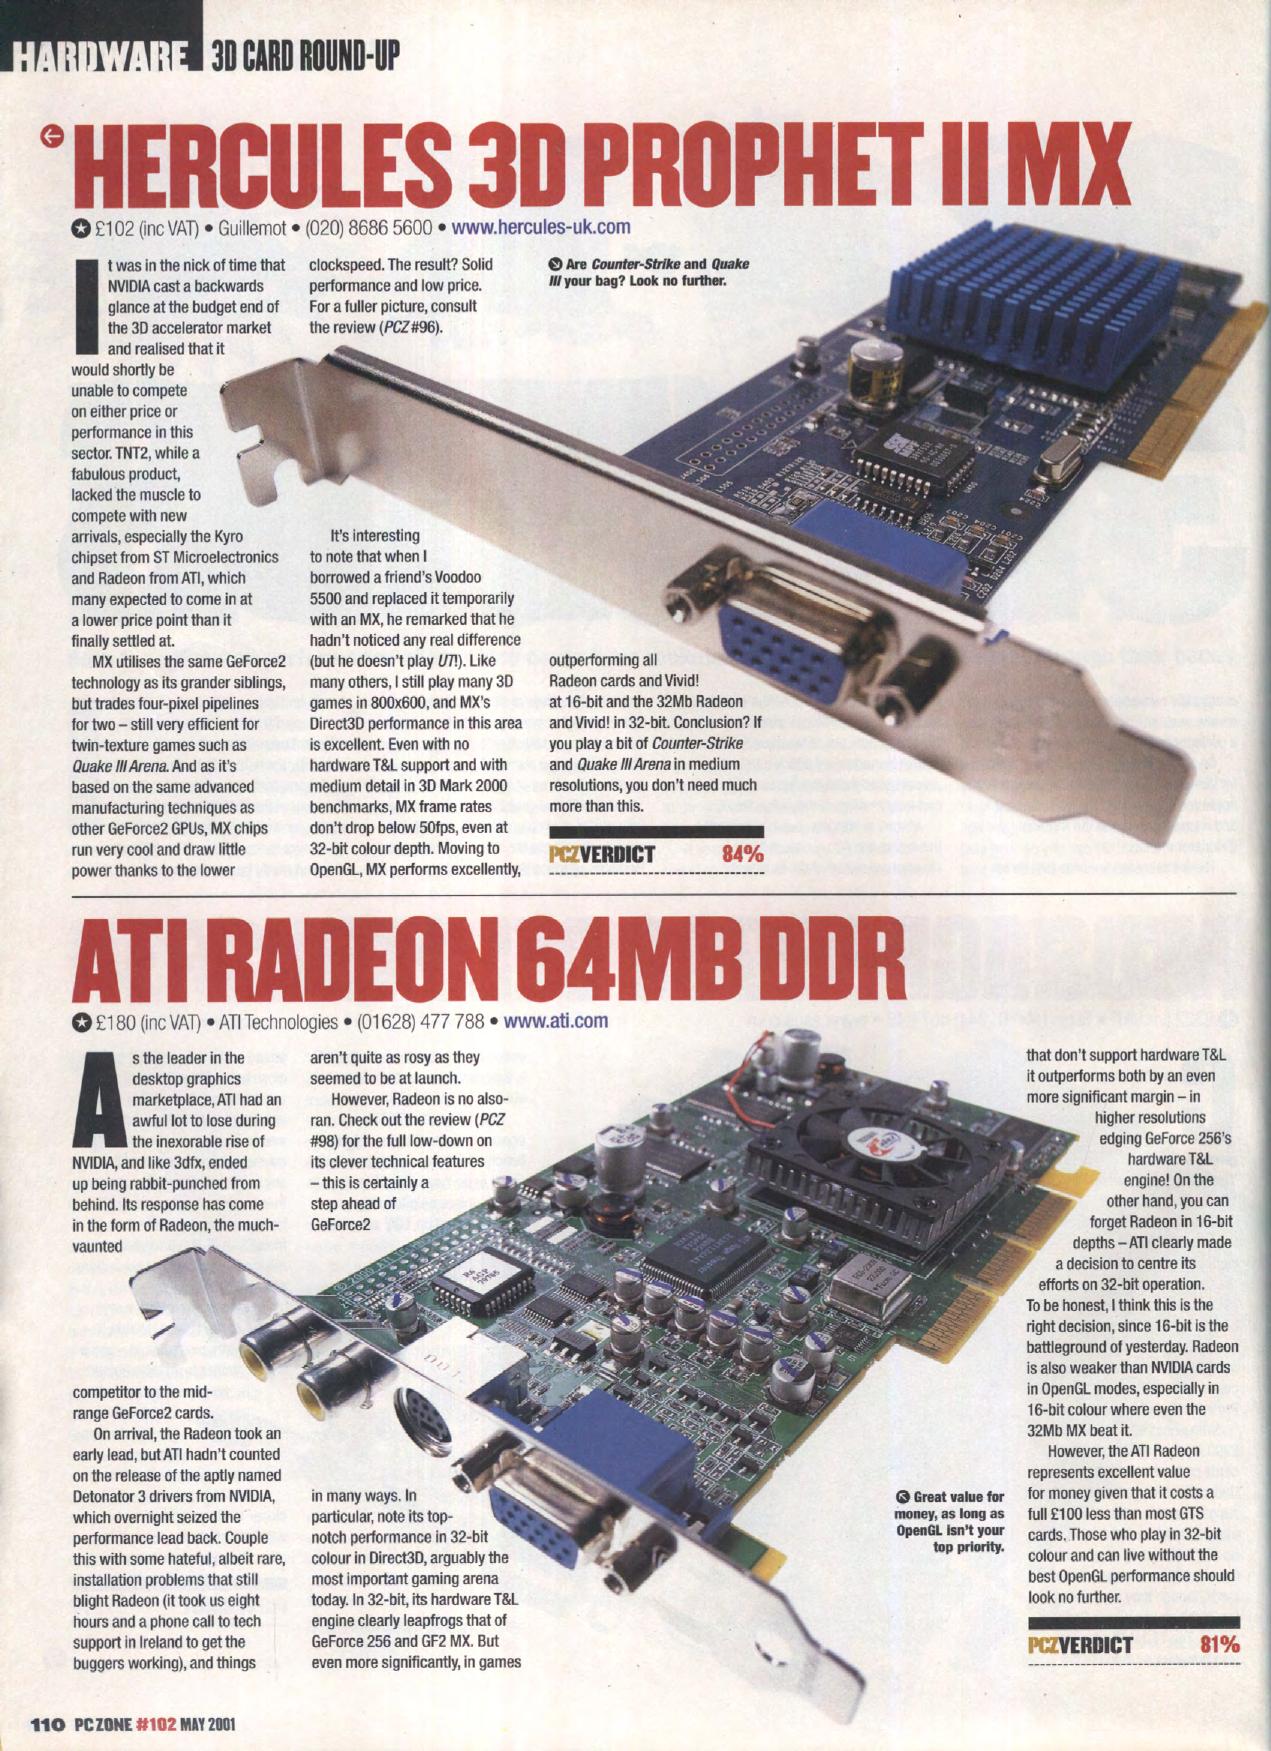 HARDWARE 3D CARD ROUND-UP
HERCULES 3D PROPHET II MX
£102 (inc VAT) • Guillemot • (020) 8686 5600 • www.hercules-uk.com
It was in the nick of time that
NVIDIA cast a backwards
glance at the budget end of
the 3D accelerator market
and realised that it
would shortly be
unable to compete
on either price or
performance in this
sector. TNT2, while a
fabulous product,
lacked the muscle to
compete with new
arrivals, especially the Kyro
chipset from ST Microelectronics
and Radeon from ATI, which
many expected to come in at
a lower price point than it
finally settled at.
MX utilises the same GeForce2
technology as its grander siblings,
but trades four-pixel pipelines
for two – still very efficient for
twin-texture games such as
Quake III Arena. And as it's
based on the same advanced
manufacturing techniques as
other GeForce2 GPUs, MX chips
run very cool and draw little
power thanks to the lower
clockspeed. The result? Solid
performance and low price.
For a fuller picture, consult
the review (PCZ #96).
It's interesting
to note that when I
borrowed a friend's Voodoo
5500 and replaced it temporarily
with an MX, he remarked that he
hadn't noticed any real difference
(but he doesn't play UT!). Like
many others, I still play many 3D
games in 800x600, and MX's
Direct3D performance in this area
is excellent. Even with no
hardware T&L support and with
medium detail in 3D Mark 2000
benchmarks, MX frame rates
don't drop below 50fps, even at
32-bit colour depth. Moving to
OpenGL, MX performs excellently,
Are Counter-Strike and Quake
III your bag? Look no further.
outperforming all
Radeon cards and Vivid!
at 16-bit and the 32Mb Radeon
and Vivid! in 32-bit. Conclusion? If
you play a bit of Counter-Strike
and Quake III Arena in medium
resolutions, you don't need much
more than this.
PCZVERDICT 84%
ATI RADEON 64MB DDR
£180 (inc VAT) • ATI Technologies • (01628) 477 788 • www.ati.com
As the leader in the
desktop graphics
marketplace, ATI had an
awful lot to lose during
the inexorable rise of
NVIDIA, and like 3dfx, ended
up being rabbit-punched from
behind. Its response has come
in the form of Radeon, the much-
vaunted
competitor to the mid-
range GeForce2 cards.
On arrival, the Radeon took an
early lead, but ATI hadn't counted
on the release of the aptly named
Detonator 3 drivers from NVIDIA,
which overnight seized the
performance lead back. Couple
this with some hateful, albeit rare,
installation problems that still
blight Radeon (it took us eight
hours and a phone call to tech
support in Ireland to get the
buggers working), and things
aren't quite as rosy as they
seemed to be at launch.
However, Radeon is no also-
ran. Check out the review (PCZ
#98) for the full low-down on
its clever technical features
– this is certainly a
step ahead of
GeForce2
in many ways. In
particular, note its top-
notch performance in 32-bit
colour in Direct3D, arguably the
most important gaming arena
today. In 32-bit, its hardware T&L
engine clearly leapfrogs that of
GeForce 256 and GF2 MX. But
even more significantly, in games
Great value for
money, as long as
OpenGL isn't your
top priority.
that don't support hardware T&L
it outperforms both by an even
more significant margin – in
higher resolutions
edging GeForce 256's
hardware T&L
engine! On the
other hand, you can
forget Radeon in 16-bit
depths – ATI clearly made
a decision to centre its
efforts on 32-bit operation.
To be honest, I think this is the
right decision, since 16-bit is the
battleground of yesterday. Radeon
is also weaker than NVIDIA cards
in OpenGL modes, especially in
16-bit colour where even the
32Mb MX beat it.
However, the ATI Radeon
represents excellent value
for money given that it costs a
full £100 less than most GTS
cards. Those who play in 32-bit
colour and can live without the
best OpenGL performance should
look no further.
PCZVERDICT 81%
110 PC ZONE #102 MAY 2001